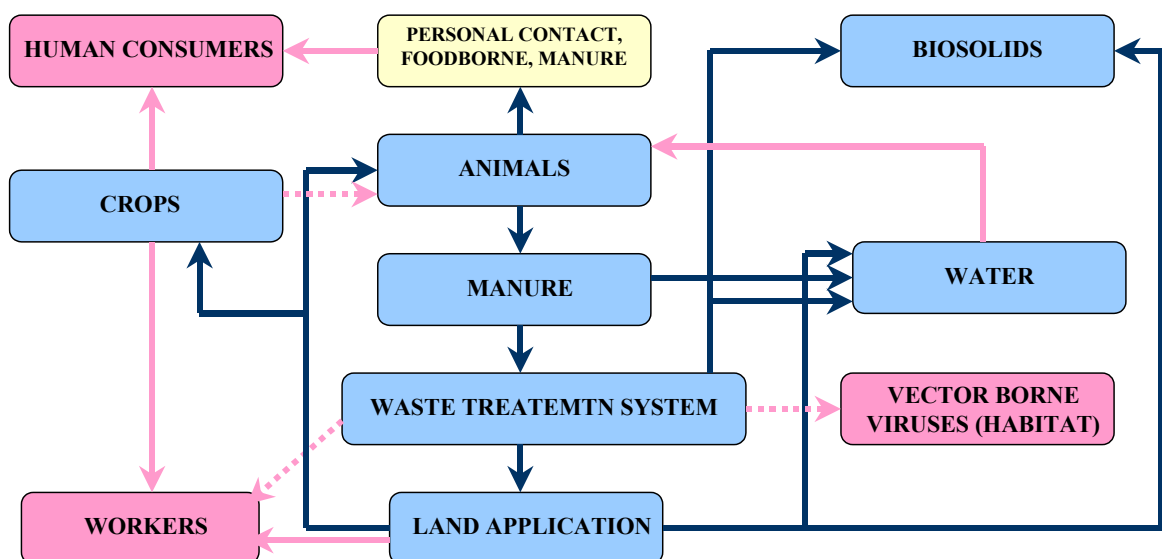 HUMAN CONSUMERS
PERSONAL CONTACT,
FOODBORNE, MANURE
BIOSOLIDS
ANIMALS
CROPS
MANURE
WATER
WASTE TREATEMTN SYSTEM
VECTOR BORNE
VIRUSES (HABITAT)
WORKERS
LAND APPLICATION